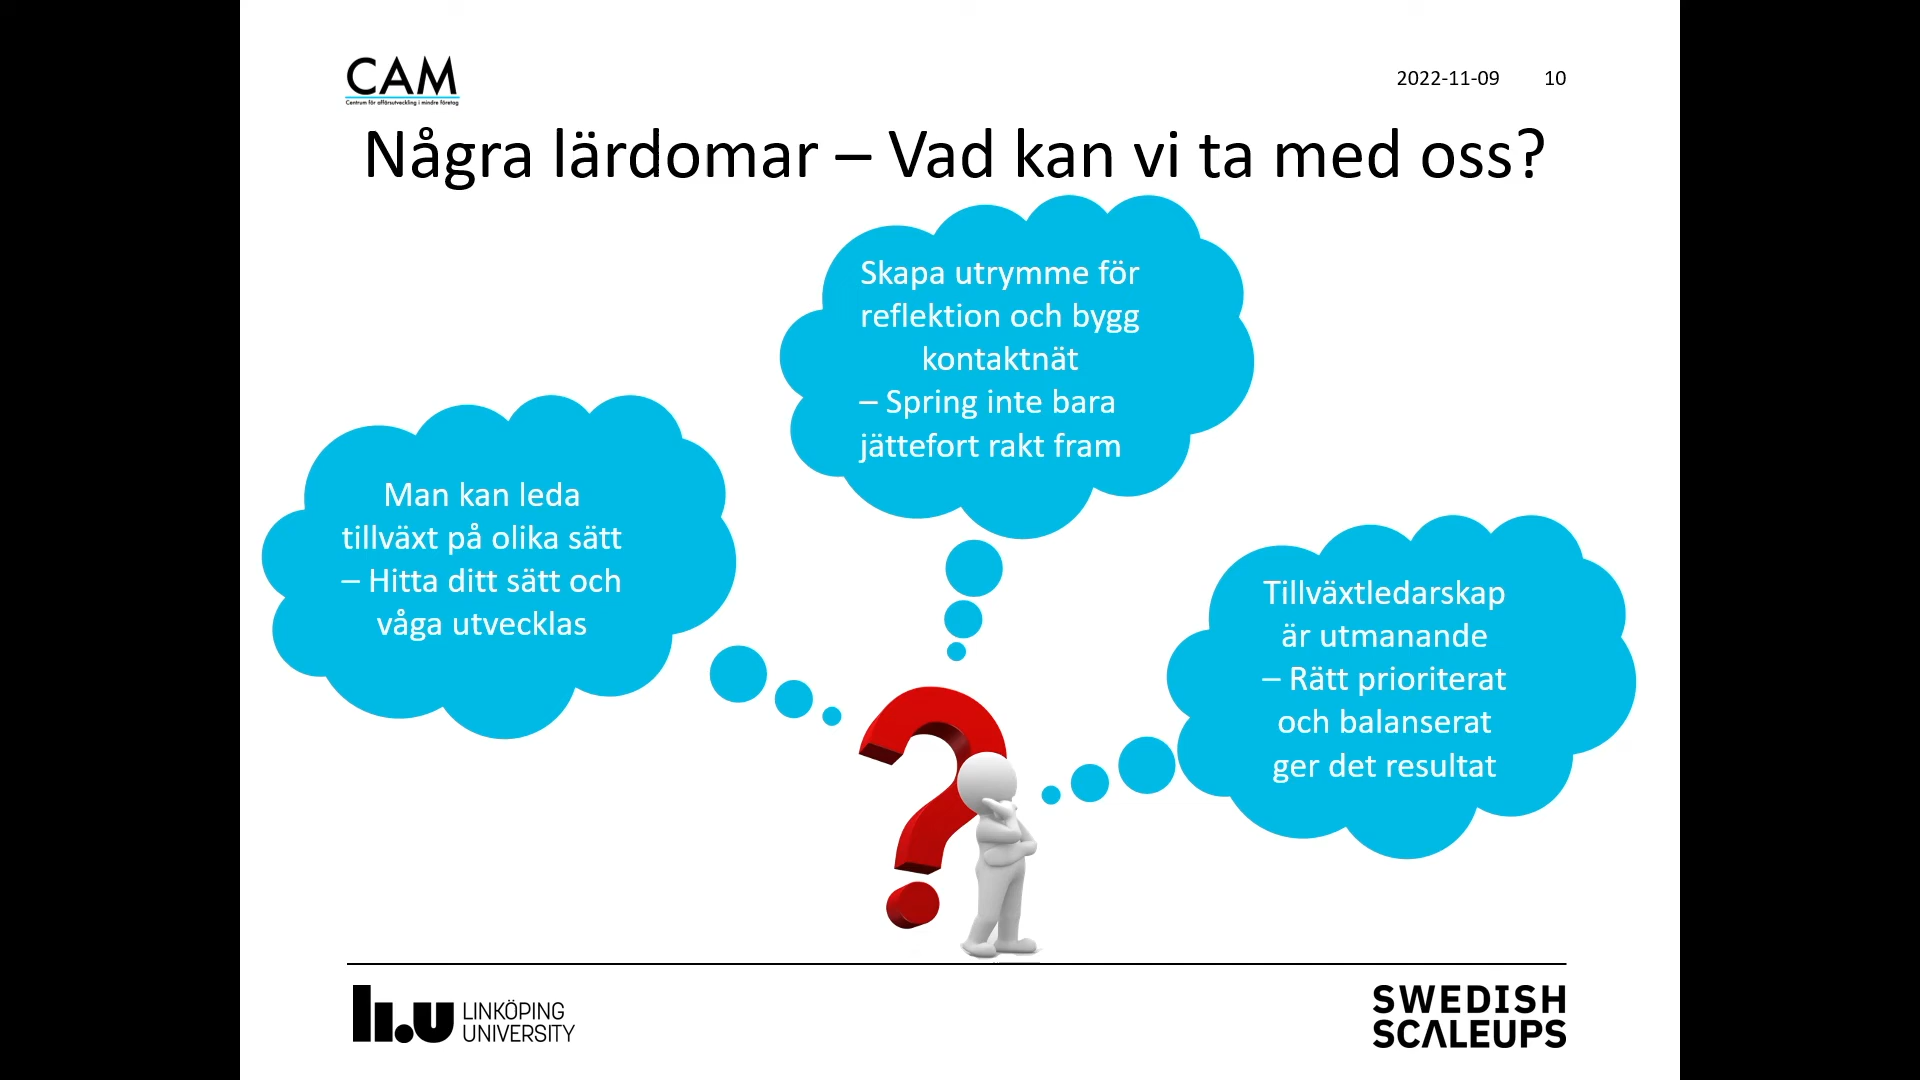 CAM
Centrum för affärsutveckling i mindre företag
2022-11-09 10
Några lärdomar – Vad kan vi ta med oss?
Skapa utrymme för
reflektion och bygg
kontaktnät
– Spring inte bara
jättefort rakt fram
Man kan leda
tillväxt på olika sätt
– Hitta ditt sätt och
våga utvecklas
Tillväxtledarskap
är utmanande
– Rätt prioriterat
och balanserat
ger det resultat
li.u LINKÖPING
UNIVERSITY
SWEDISH
SCALEUPS